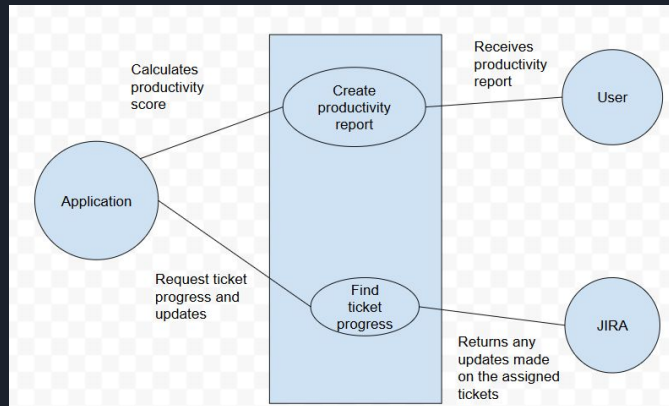 Calculates
productivity
score
Create
productivity
report
Receives
productivity
report
User
Application
Request ticket
progress and
updates
Find
ticket
progress
Returns any
updates made
on the assigned
tickets
JIRA